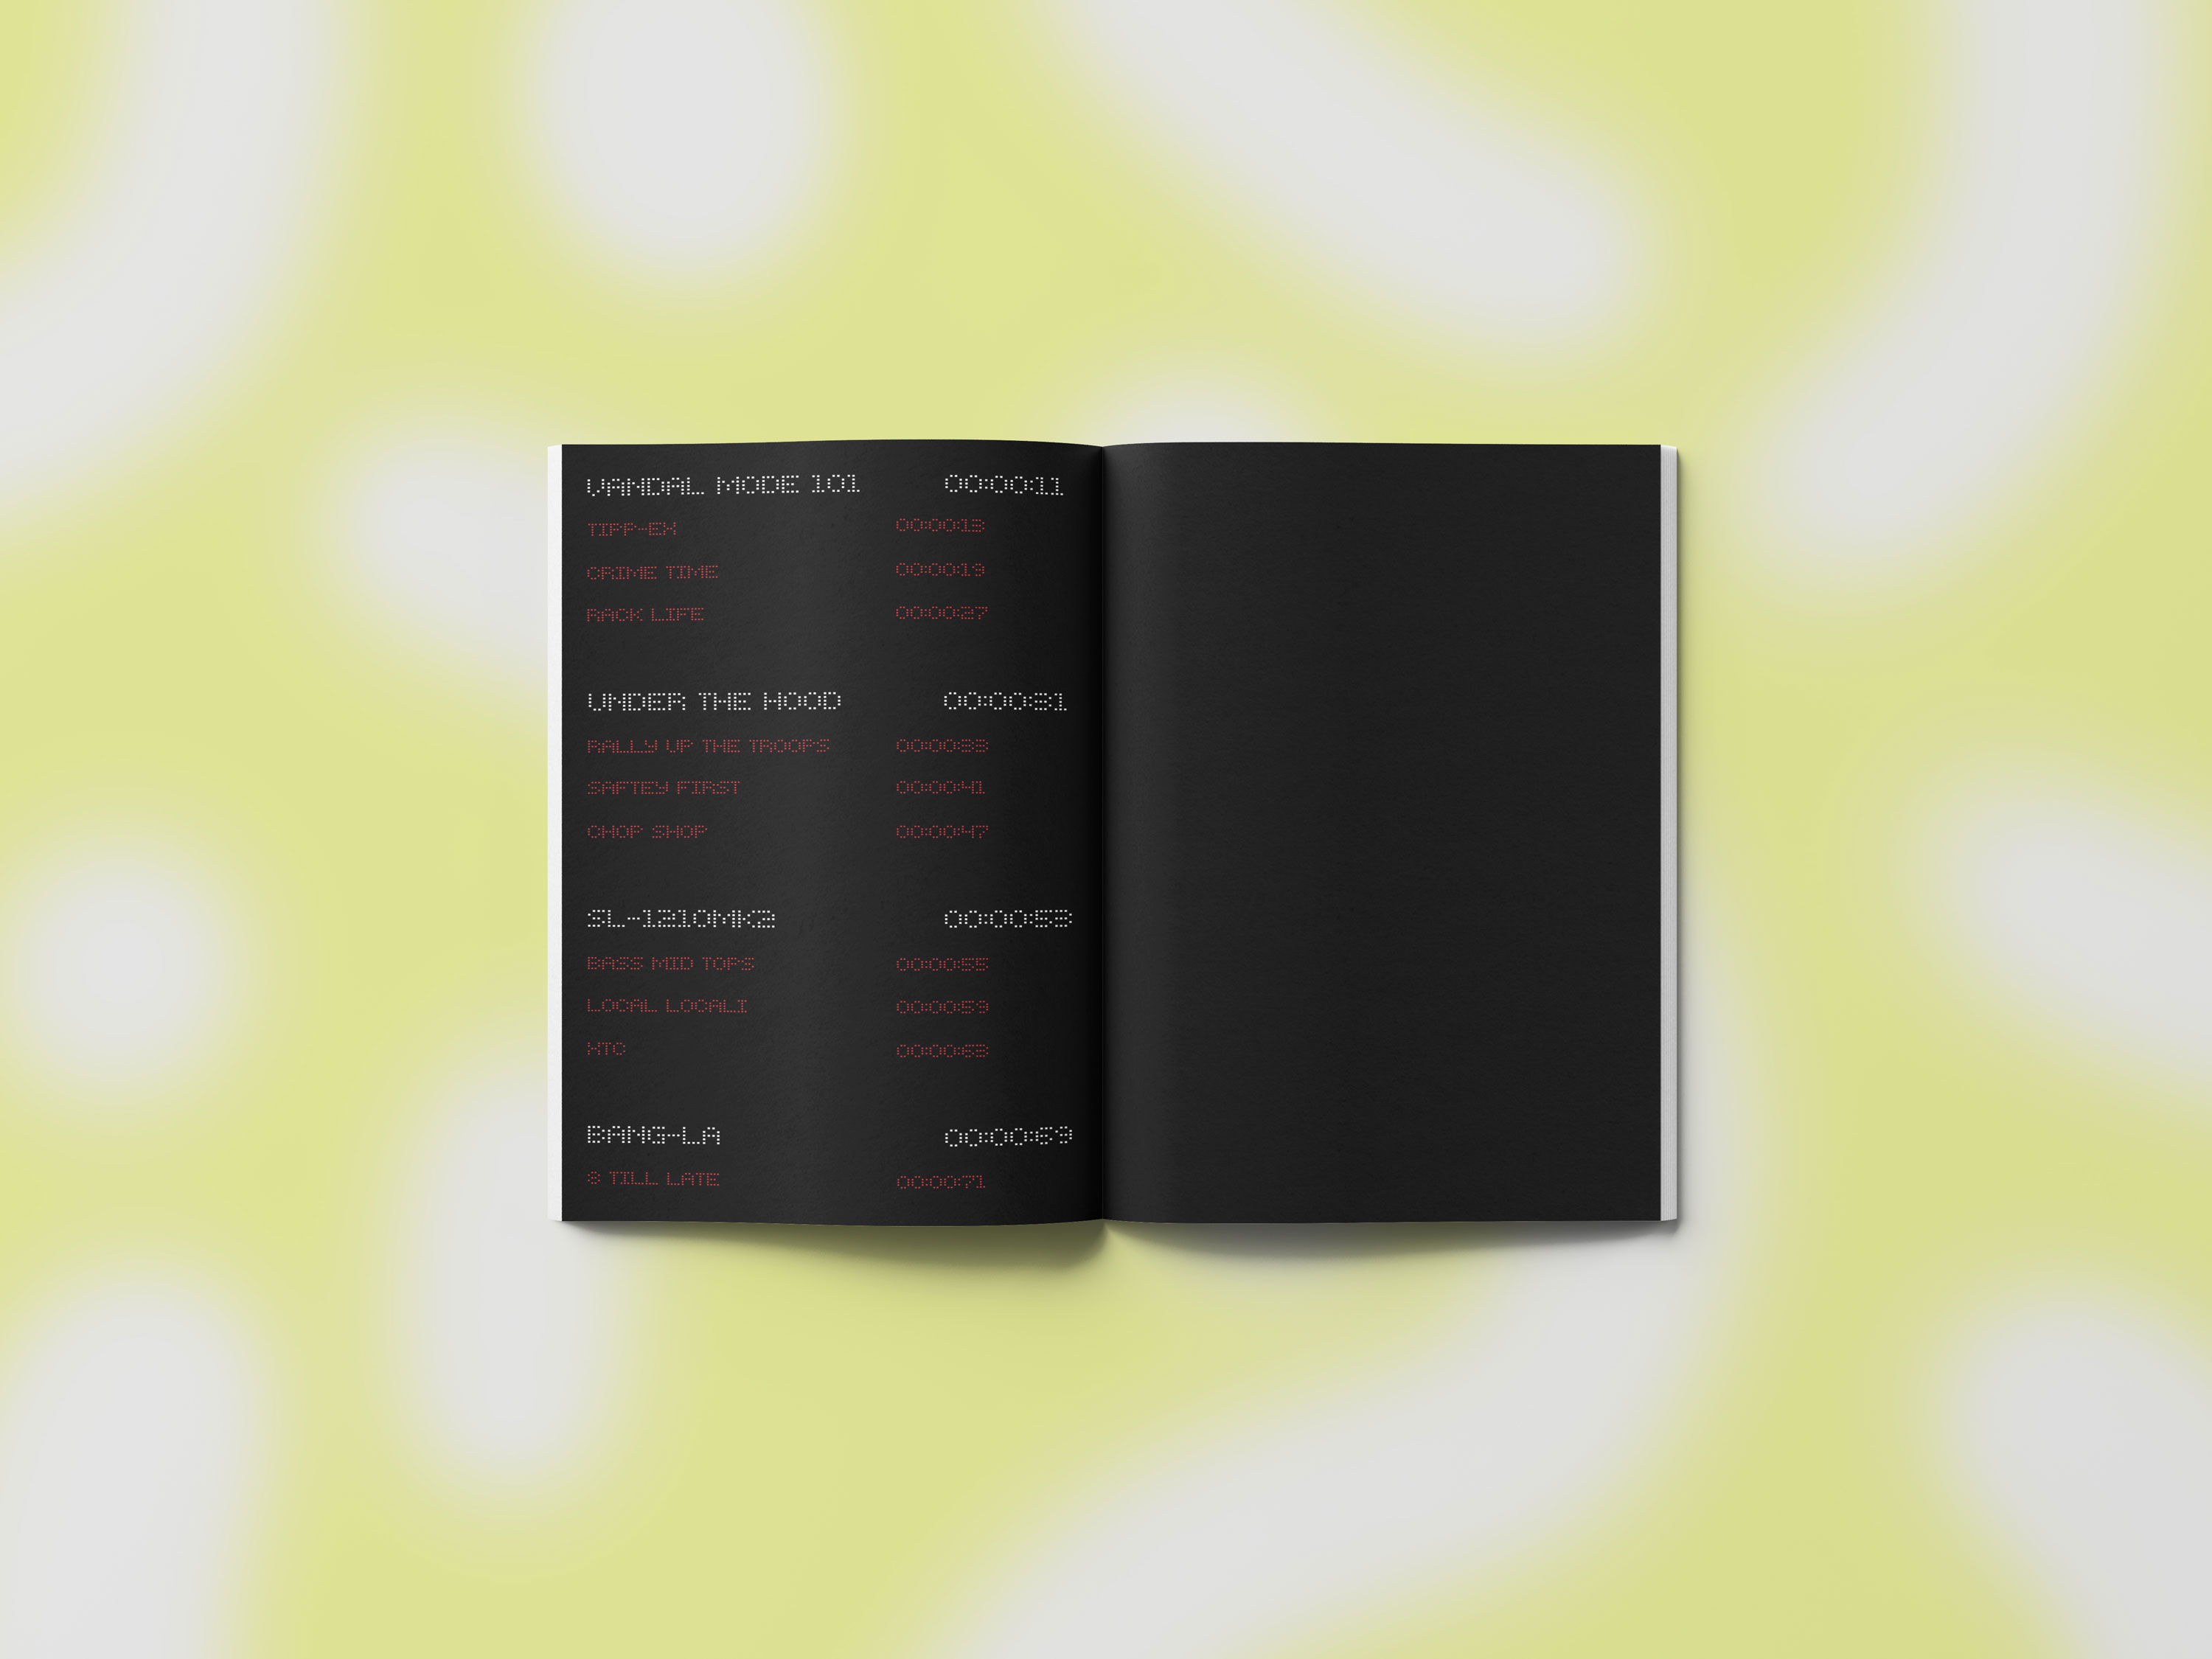 VANDAL MODE 101 00:00:11
TIPP-EX 00:00:13
CRIME TIME 00:00:19
RACK LIFE 00:00:27
UNDER THE HOOD 00:00:31
RALLY UP THE TROOPS 00:00:33
SAFTEY FIRST 00:00:41
CHOP SHOP 00:00:47
SL-1210MK2 00:00:53
BASS MID TOPS 00:00:55
LOCAL LOCALI 00:00:59
XTC 00:00:63
BANG-LA 00:00:69
8 TILL LATE 00:00:71